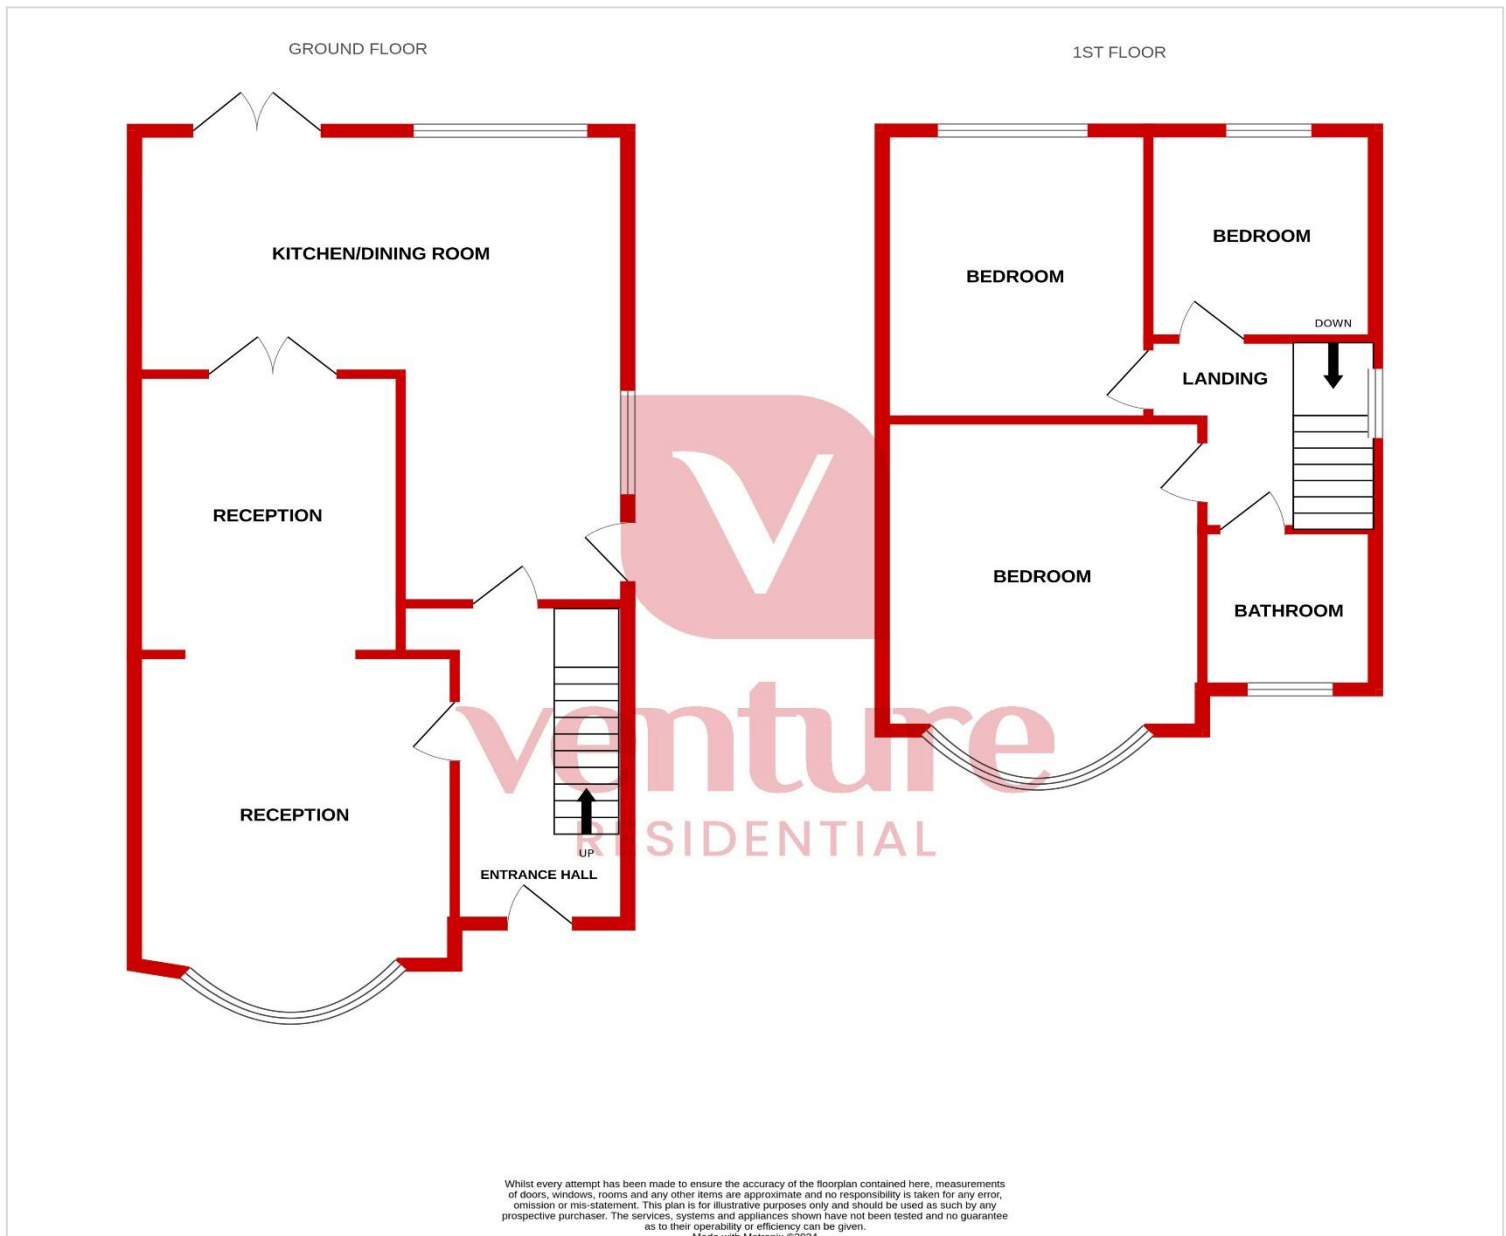 GROUND FLOOR
1ST FLOOR
KITCHEN/DINING ROOM
BEDROOM
BEDROOM
DOWN
LANDING
RECEPTION
BEDROOM
BATHROOM
venture
RESIDENTIAL
RECEPTION
UP
ENTRANCE HALL
Whilst every attempt has been made to ensure the accuracy of the floorplan contained here, measurements
of doors, windows, rooms and any other items are approximate and no responsibility is taken for any error,
omission or mis-statement. This plan is for illustrative purposes only and should be used as such by any
prospective purchaser. The services, systems and appliances shown have not been tested and no guarantee
as to their operability or efficiency can be given.
Made with Metropix ©2024